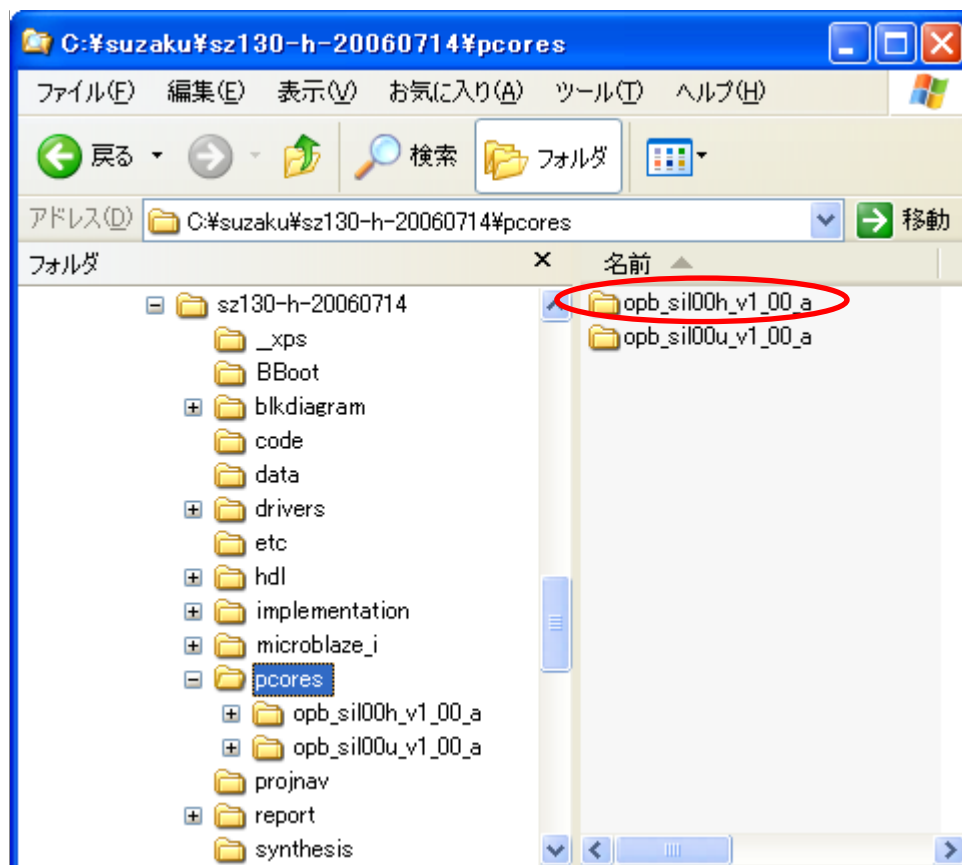 C:¥suzaku¥sz130-h-20060714¥pcores
ファイル(F) 編集(E) 表示(V) お気に入り(A) ツール(T) ヘルプ(H)
戻る 検索 フォルダ
アドレス(D) C:¥suzaku¥sz130-h-20060714¥pcores 移動
フォルダ × 名前
sz130-h-20060714
_xps
BBoot
blkdiagram
code
data
drivers
etc
hdl
implementation
microblaze_i
pcores
opb_sil00h_v1_00_a
opb_sil00u_v1_00_a
projnav
report
synthesis
opb_sil00h_v1_00_a
opb_sil00u_v1_00_a